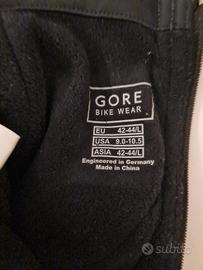 GORE
BIKE WEAR
EU 42-44/L
USA 9.0-10.5
ASIA 42-44/L
Engineered in Germany
Made in China
subito